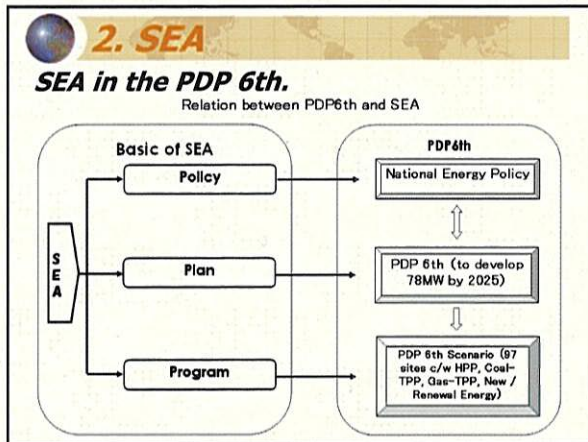 2. SEA
SEA in the PDP 6th.
Relation between PDP6th and SEA
Basic of SEA
Policy
SEA
Plan
Program
PDP6th
National Energy Policy
PDP 6th (to develop
78MW by 2025)
PDP 6th Scenario (97
sites c/w HPP, Coal-
TPP, Gas-TPP, New /
Renewal Energy)